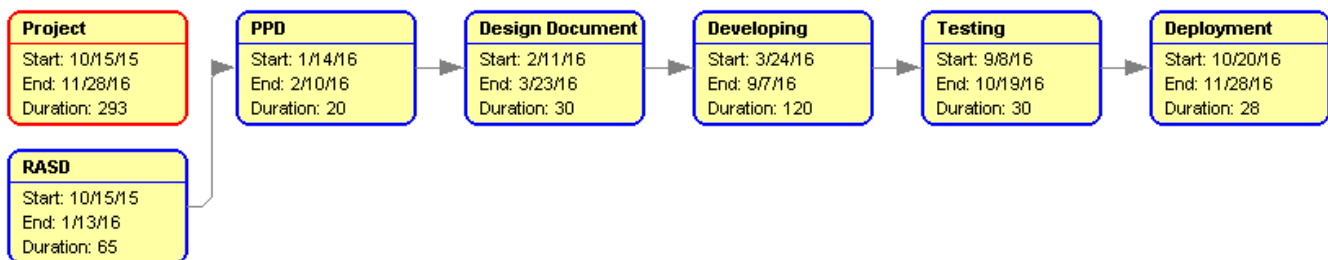 Project
Start: 10/15/15
End: 11/28/16
Duration: 293
PPD
Start: 1/14/16
End: 2/10/16
Duration: 20
Design Document
Start: 2/11/16
End: 3/23/16
Duration: 30
Developing
Start: 3/24/16
End: 9/7/16
Duration: 120
Testing
Start: 9/8/16
End: 10/19/16
Duration: 30
Deployment
Start: 10/20/16
End: 11/28/16
Duration: 28
RASD
Start: 10/15/15
End: 1/13/16
Duration: 65